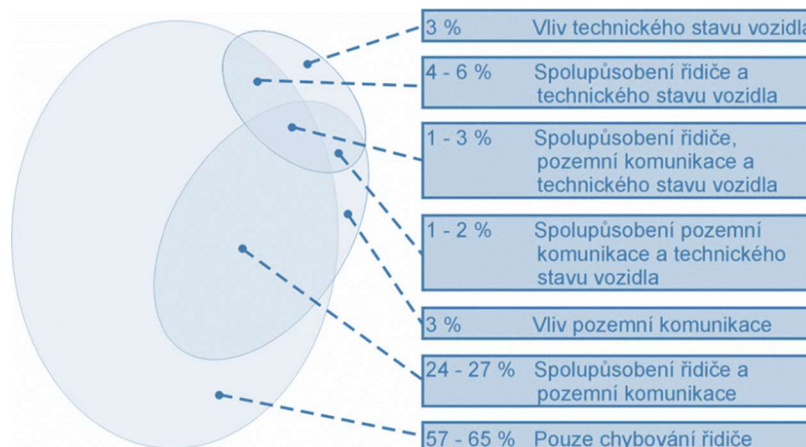 3 % Vliv technického stavu vozidla
4 - 6 % Spolupůsobení řidiče a
technického stavu vozidla
1 - 3 % Spolupůsobení řidiče,
pozemní komunikace a
technického stavu vozidla
1 - 2 % Spolupůsobení pozemní
komunikace a technického
stavu vozidla
3 % Vliv pozemní komunikace
24 - 27 % Spolupůsobení řidiče a
pozemní komunikace
57 - 65 % Pouze chybování řidiče